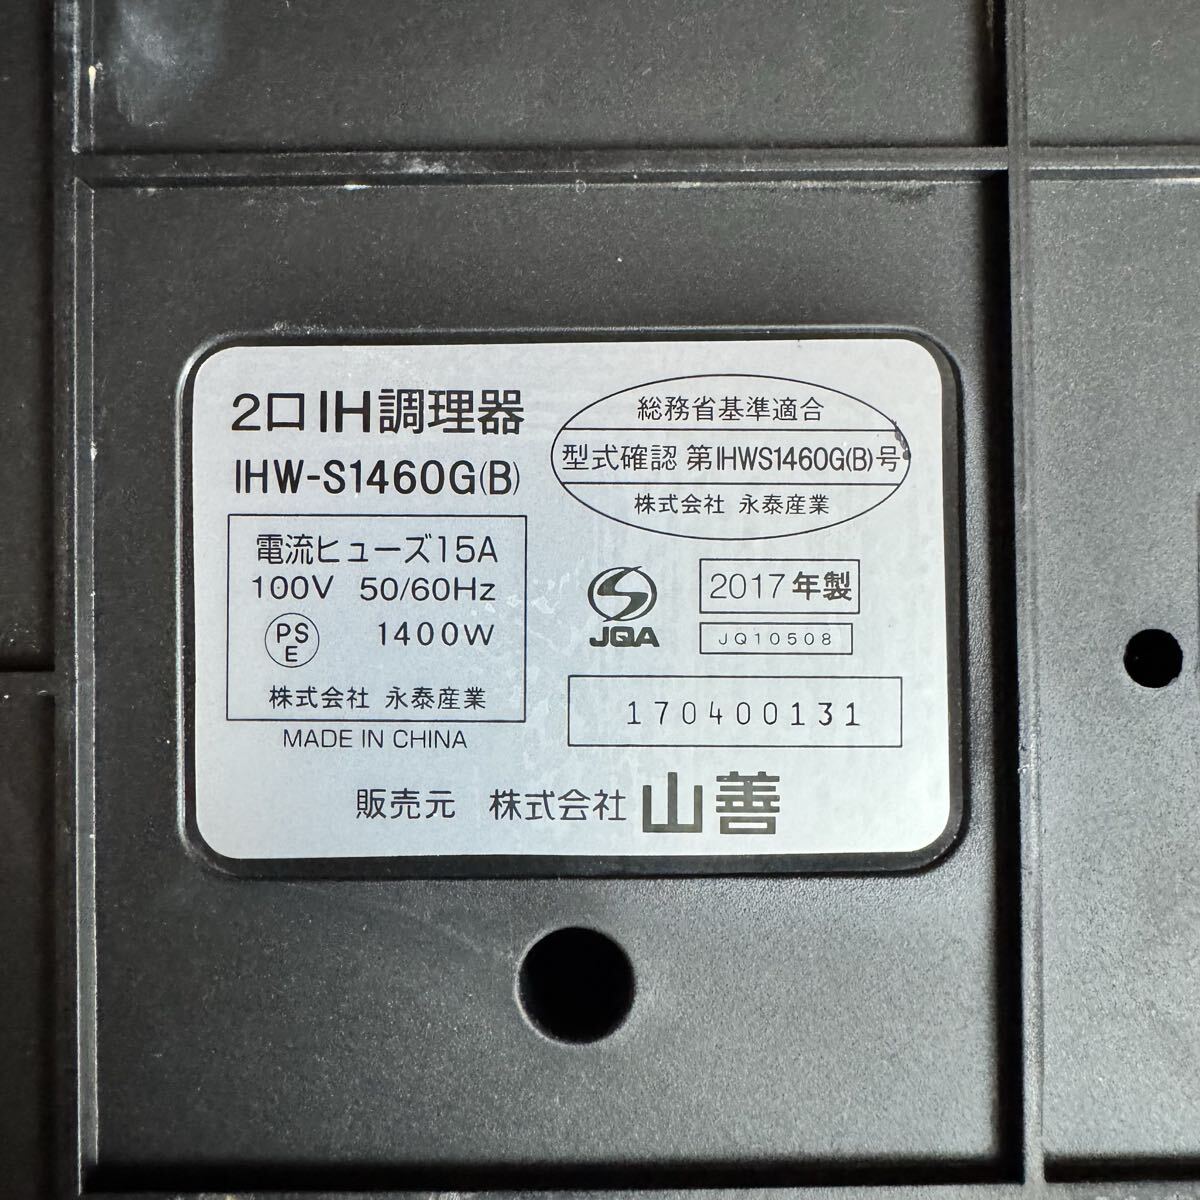 2口IH調理器
IHW-S1460G(B)
電流ヒューズ15A
100V 50/60Hz
PS
E
1400W
株式会社 永泰産業
MADE IN CHINA
総務省基準適合
型式確認 第IHWS1460G(B)号
株式会社 永泰産業
JQA
2017年製
JQ10508
170400131
販売元 株式会社 山善